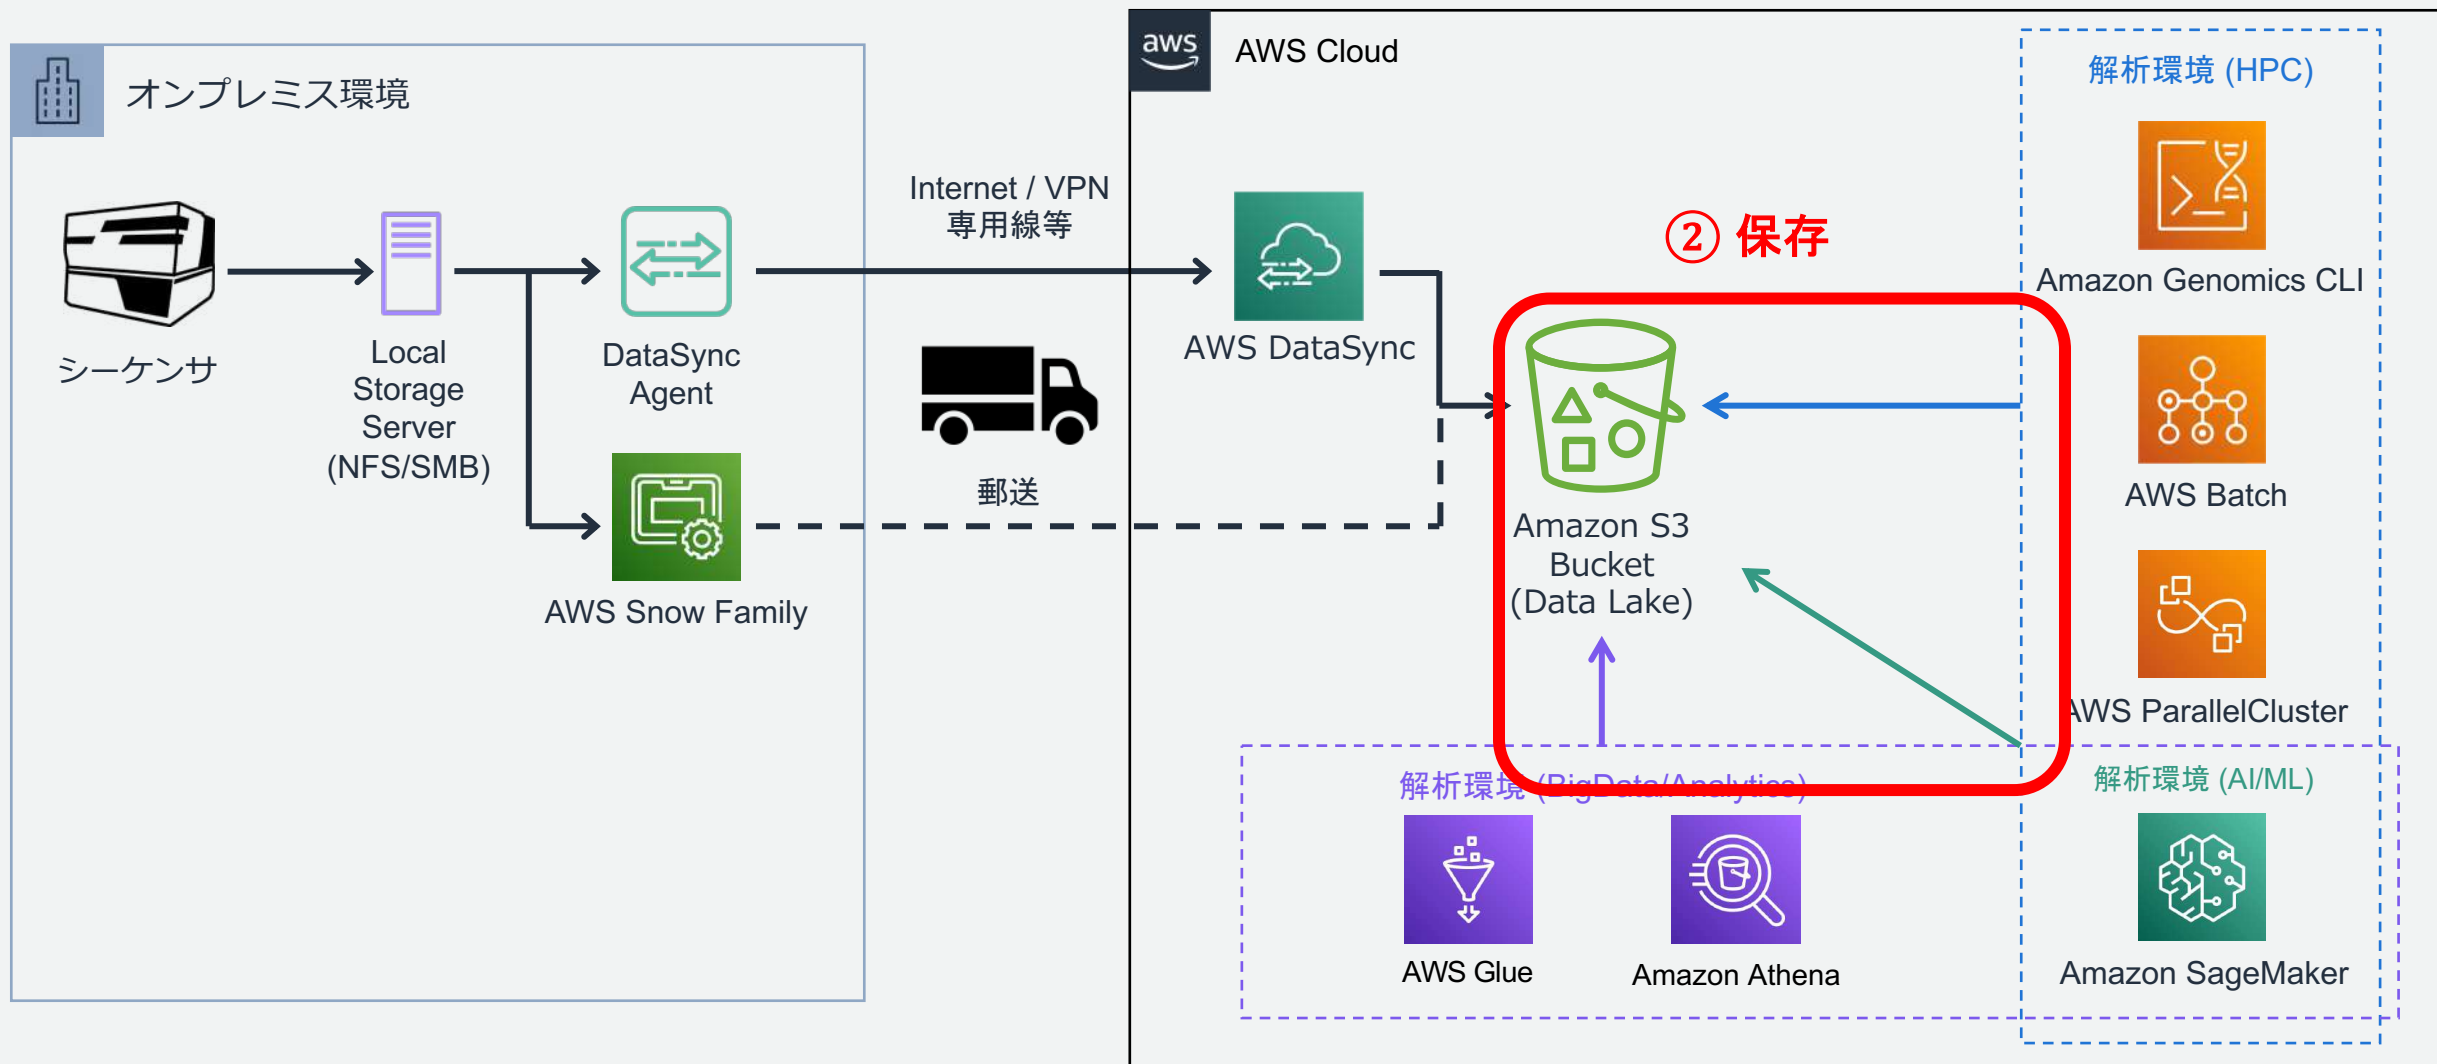 オンプレミス環境
シーケンサ
Local
Storage
Server
(NFS/SMB)
DataSync
Agent
AWS Snow Family
Internet / VPN
専用線等
郵送
aws
AWS Cloud
AWS DataSync
② 保存
Amazon S3
Bucket
(Data Lake)
解析環境 (HPC)
Amazon Genomics CLI
AWS Batch
AWS ParallelCluster
解析環境 (BigData/Analytics)
AWS Glue
Amazon Athena
解析環境 (AI/ML)
Amazon SageMaker